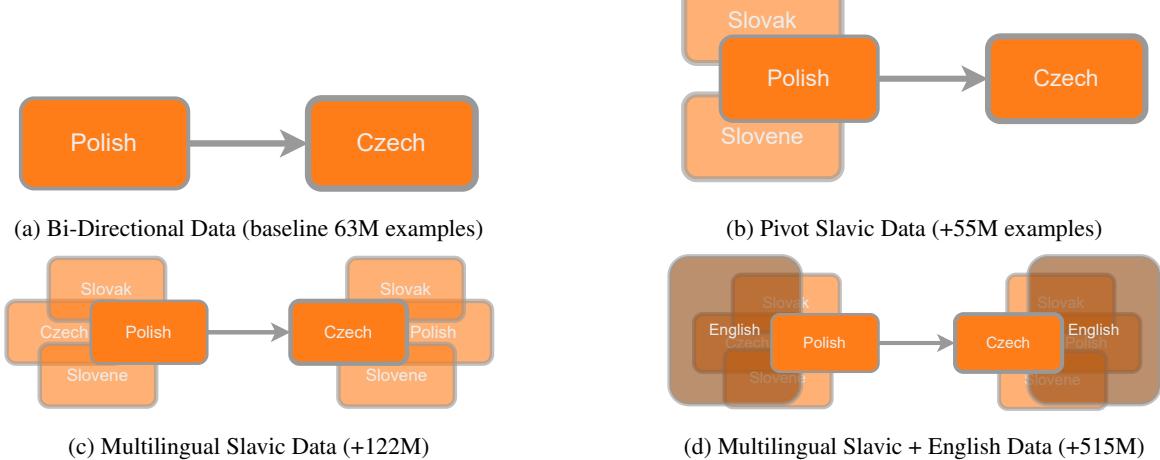 Polish
Czech
(a) Bi-Directional Data (baseline 63M examples)
Slovak
Polish
Czech
Slovene
(b) Pivot Slavic Data (+55M examples)
Slovak
Slovak
Czech Polish
Czech Polish
Slovene
Slovene
(c) Multilingual Slavic Data (+122M)
Slovak
Slovak
English
English
Czech Polish
Czech Polish
Slovene
Slovene
(d) Multilingual Slavic + English Data (+515M)